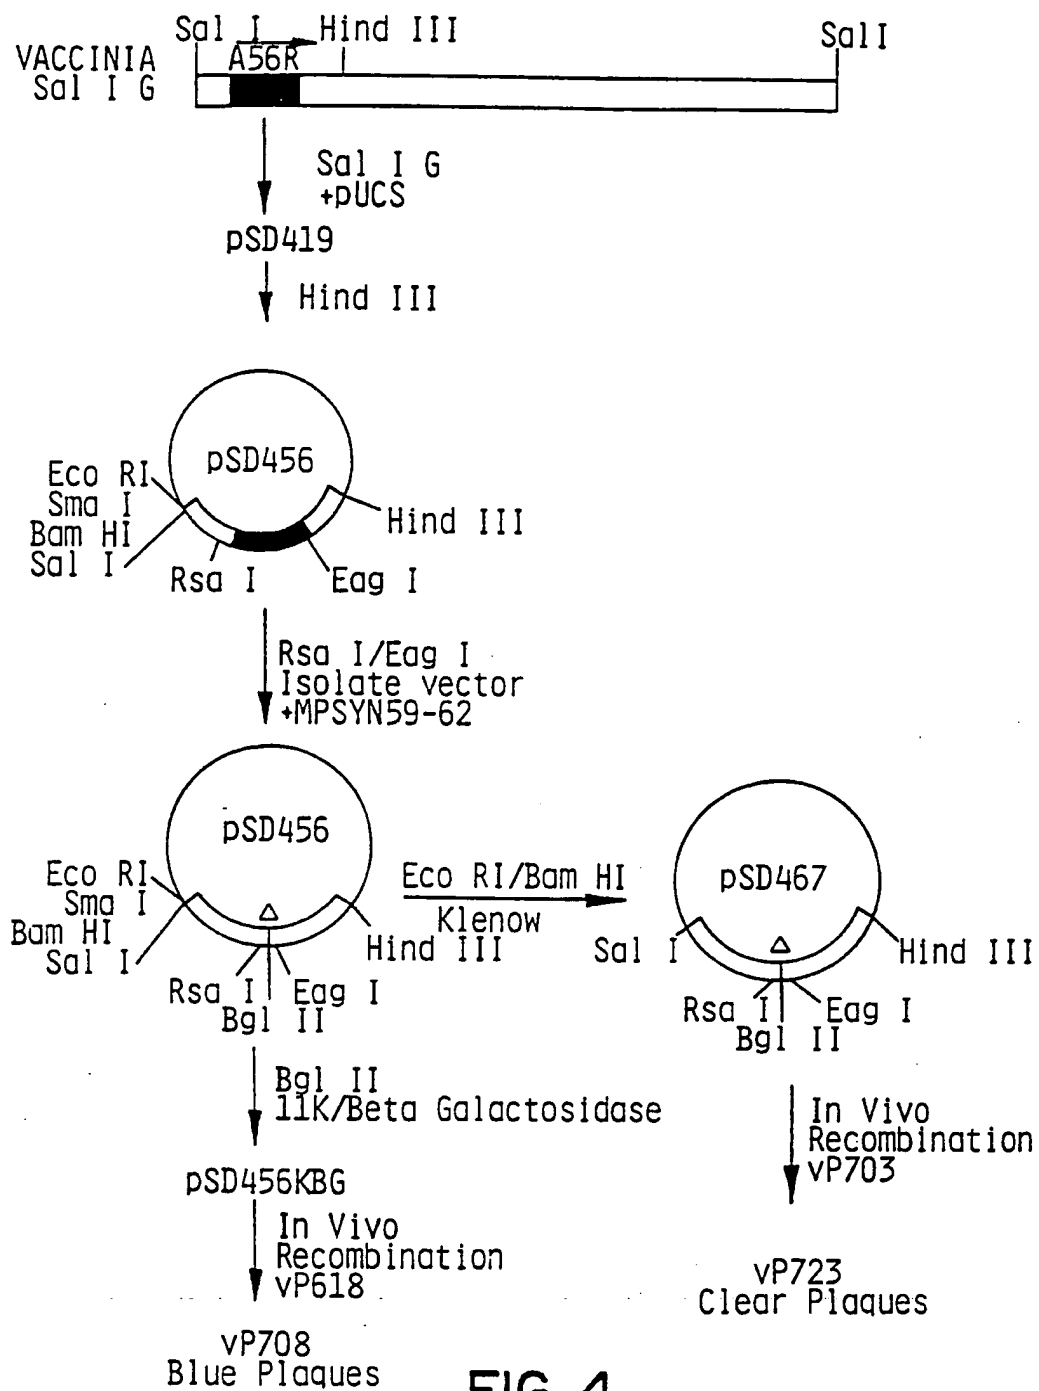 Sal I Hind III
SalI
VACCINIA A56R
Sal I G
Sal I G
+pUCS
pSD419
Hind III
pSD456
Eco RI
Sma I
Bam HI
Sal I
Hind III
Rsa I
Eag I
Rsa I/Eag I
Isolate vector
+MPSYN59-62
pSD456
Eco RI
Sma I
Bam HI
Sal I
Δ
Hind III
Rsa I
Eag I
Bgl II
Eco RI/Bam HI
Klenow
pSD467
Sal I
Δ
Hind III
Rsa I
Eag I
Bgl II
Bgl II
11K/Beta Galactosidase
pSD456KBG
In Vivo
Recombination
vP618
vP708
Blue Plaques
In Vivo
Recombination
vP703
vP723
Clear Plaques
FIG. 4